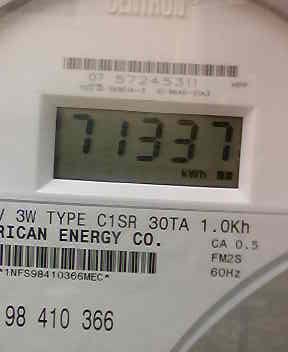 CENTRON
07 57245311
71337
kWh
V 3W TYPE C1SR 30TA 1.0Kh
RICAN ENERGY CO.
CA 0.5
FM2S
60Hz
*1NFS98410366MEC*
98 410 366